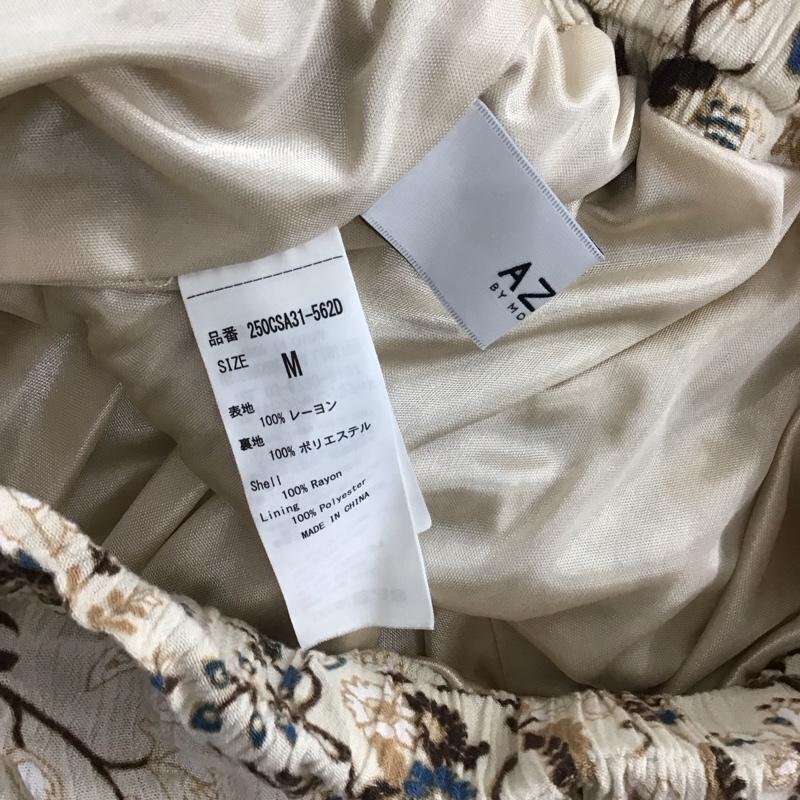 AZ
BY MO
品番 250CSA31-562D
SIZE M
表地
100% レーヨン
裏地
100% ポリエステル
Shell
100% Rayon
Lining
100% Polyester
MADE IN CHINA